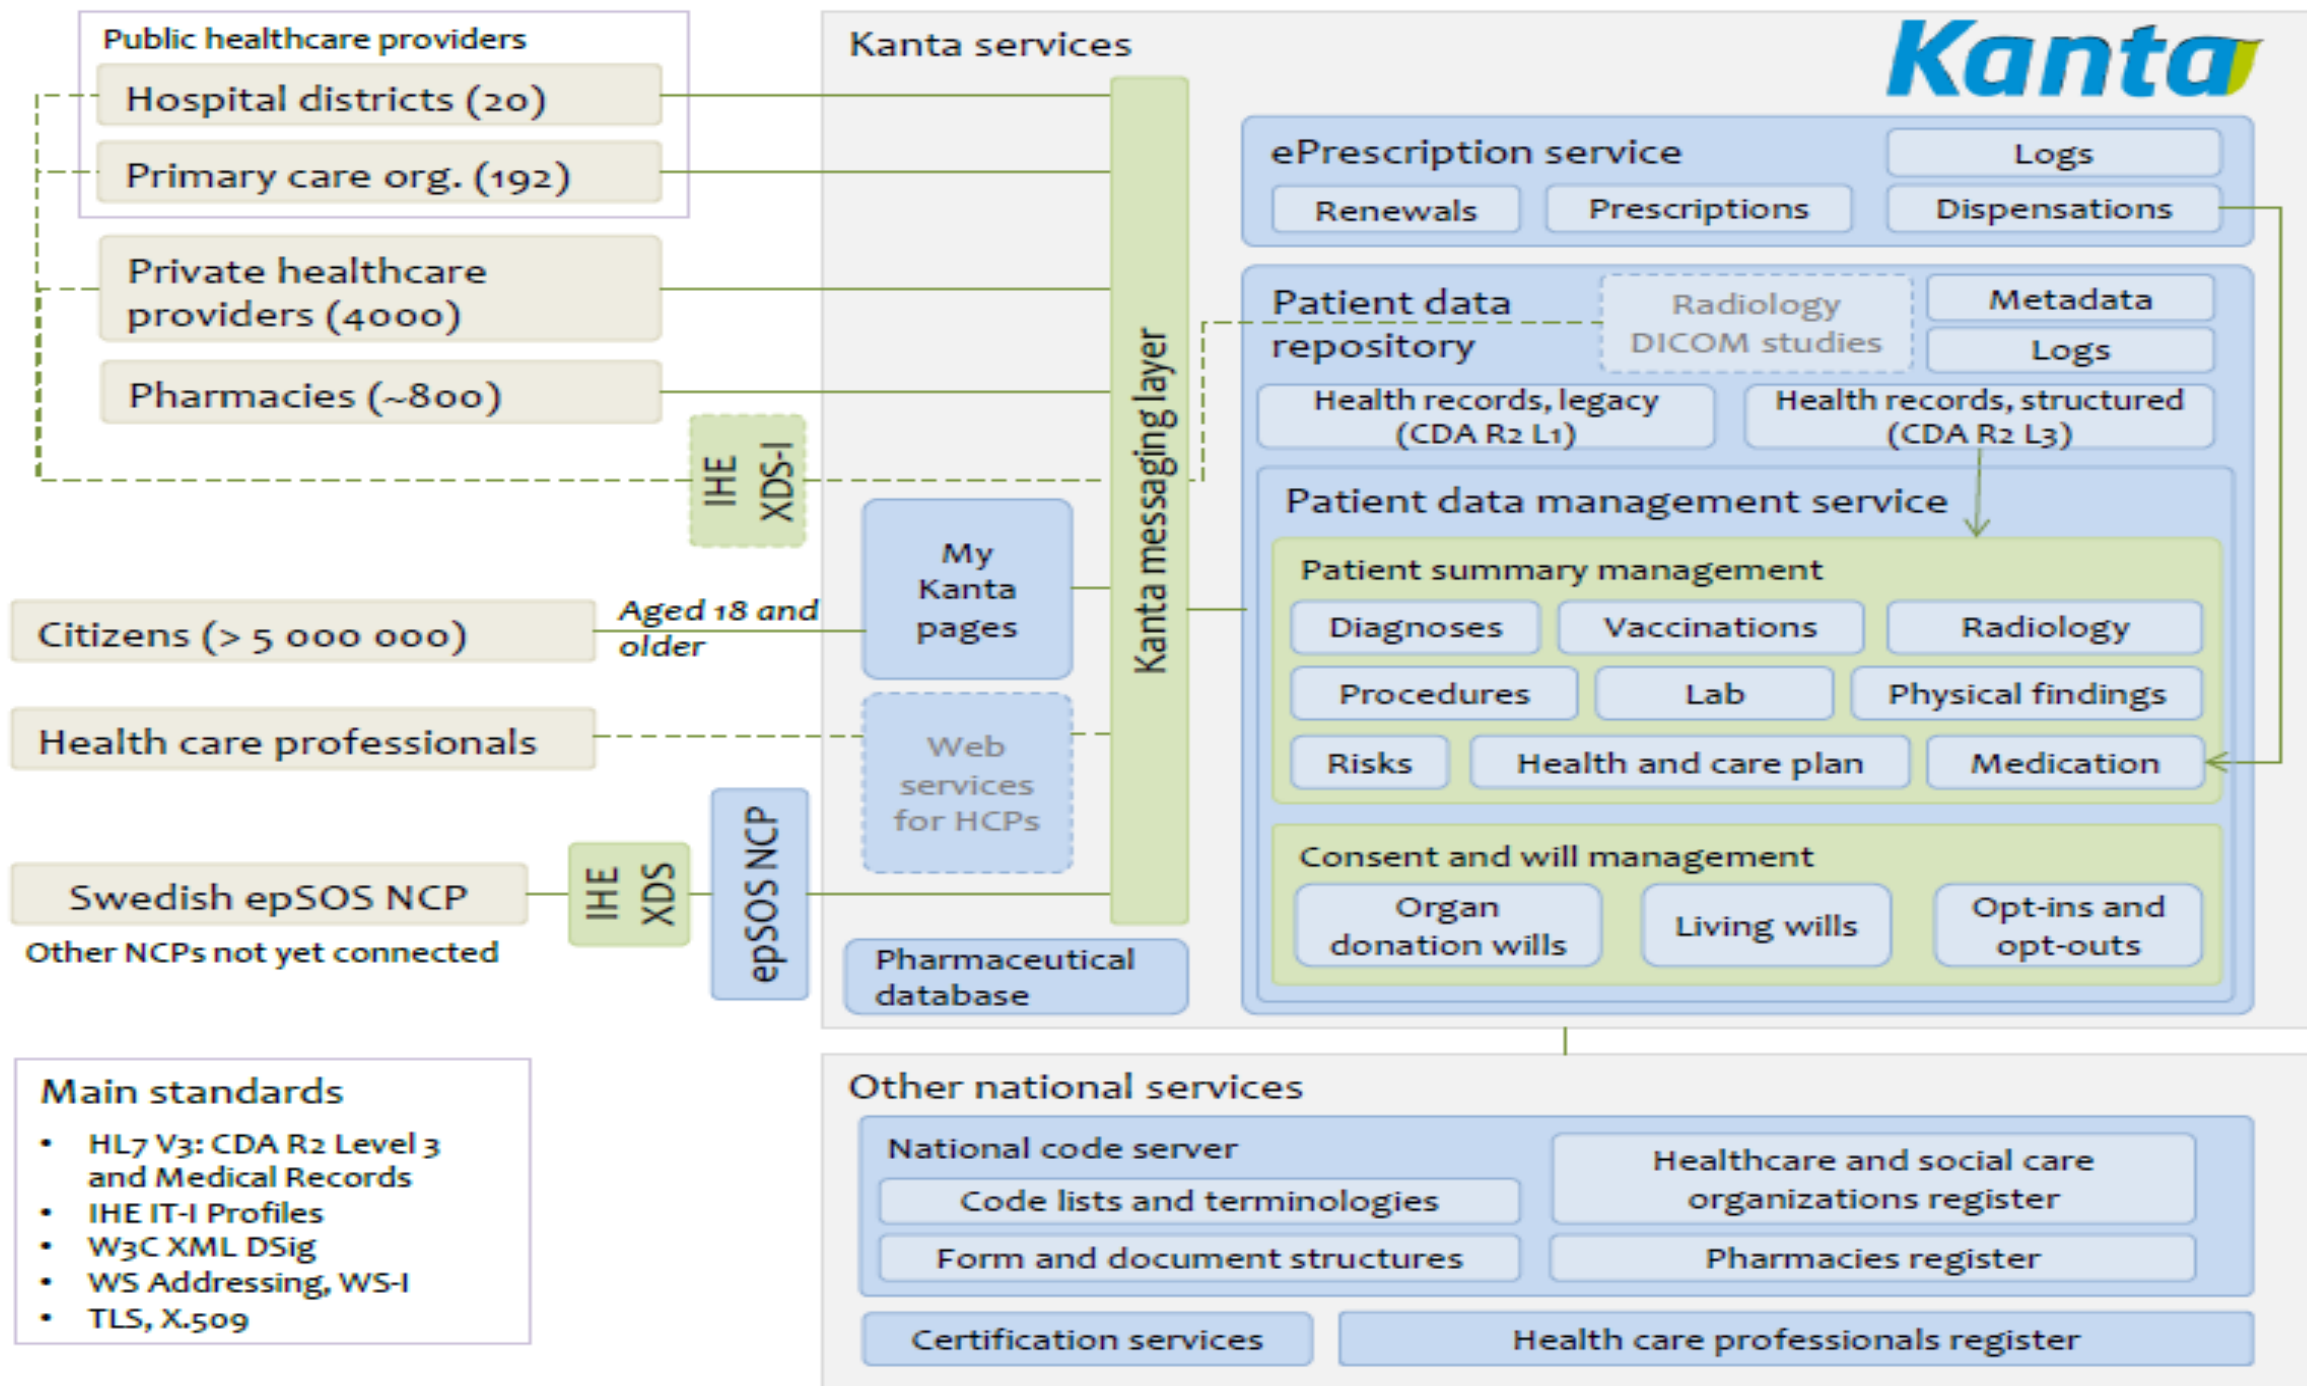 Public healthcare providers
Hospital districts (20)
Primary care org. (192)
Private healthcare
providers (4000)
Pharmacies (~800)
IHE
XDS-I
Citizens (> 5 000 000)
Aged 18 and
older
Health care professionals
Swedish epSOS NCP
Other NCPs not yet connected
IHE
XDS
epSOS NCP
Main standards
• HL7 V3: CDA R2 Level 3
and Medical Records
• IHE IT-I Profiles
• W3C XML DSig
• WS Addressing, WS-I
• TLS, X.509
Kanta services
Kanta
My
Kanta
pages
Web
services
for HCPs
Pharmaceutical
database
Kanta messaging layer
ePrescription service
Logs
Renewals
Prescriptions
Dispensations
Patient data
repository
Radiology
DICOM studies
Metadata
Logs
Health records, legacy
(CDA R2 L1)
Health records, structured
(CDA R2 L3)
Patient data management service
Patient summary management
Diagnoses
Vaccinations
Radiology
Procedures
Lab
Physical findings
Risks
Health and care plan
Medication
Consent and will management
Organ
donation wills
Living wills
Opt-ins and
opt-outs
Other national services
National code server
Code lists and terminologies
Form and document structures
Healthcare and social care
organizations register
Pharmacies register
Certification services
Health care professionals register